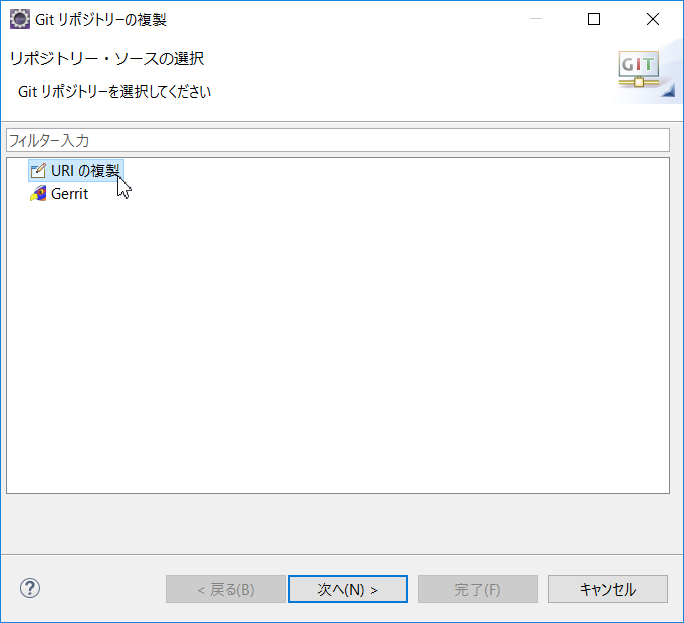 Git リポジトリーの複製
リポジトリー・ソースの選択
Git リポジトリーを選択してください
GIT
フィルター入力
URI の複製
Gerrit
?
< 戻る(B)
次へ(N) >
完了(F)
キャンセル